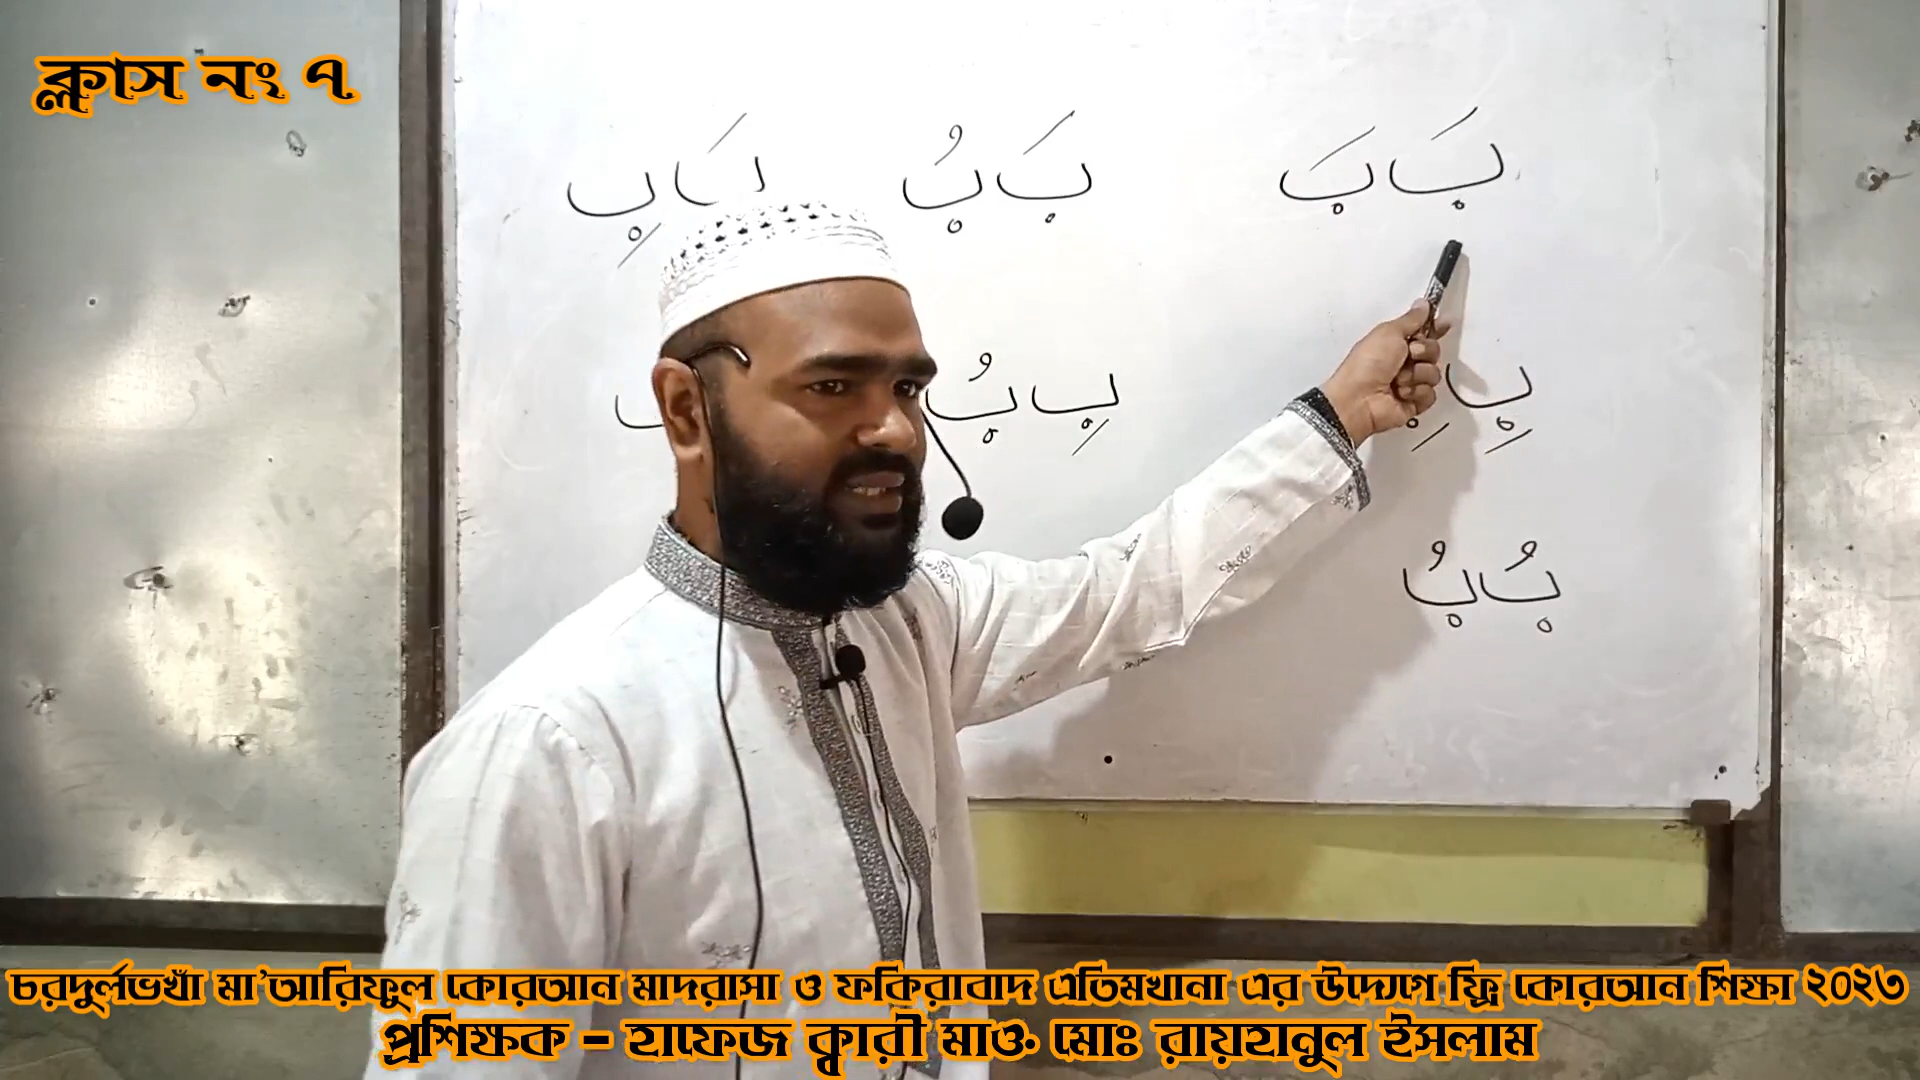 ক্লাস নং ৭
بَ بَ
بَ بُ
بَ بِ
بِ
بِ بُ
بُ بُ
চরদুর্লভখাঁ মা'আরিফুল কোরআন মাদরাসা ও ফকিরাবাদ এতিমখানা এর উদ্যেগে ফ্রি কোরআন শিক্ষা ২০২৩
প্রশিক্ষক - হাফেজ ক্বারী মাওঃ মোঃ রায়হানুল ইসলাম